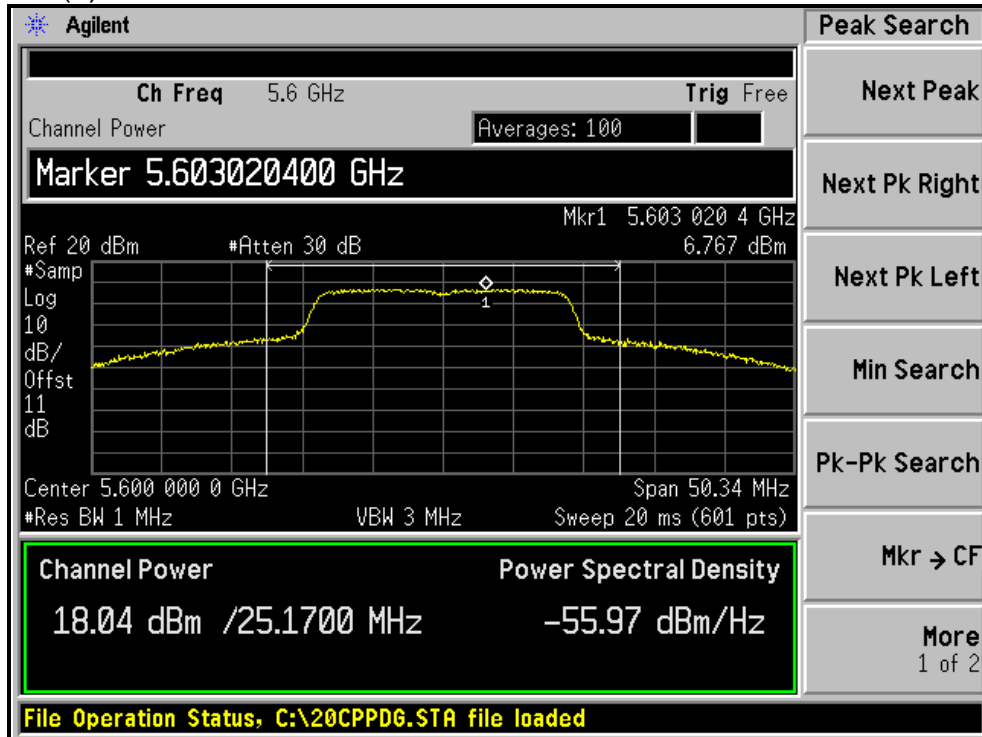 Agilent
Peak Search
Ch Freq 5.6 GHz Trig Free
Channel Power Averages: 100
Marker 5.603020400 GHz
Mkr1 5.603 020 4 GHz
Ref 20 dBm #Atten 30 dB 6.767 dBm
#Samp
Log
10
dB/
Offst
11
dB
1
Center 5.600 000 0 GHz Span 50.34 MHz
#Res BW 1 MHz VBW 3 MHz Sweep 20 ms (601 pts)
Channel Power Power Spectral Density
18.04 dBm /25.1700 MHz -55.97 dBm/Hz
File Operation Status, C:\20CPPDG.STA file loaded
Next Peak
Next Pk Right
Next Pk Left
Min Search
Pk-Pk Search
Mkr → CF
More
1 of 2